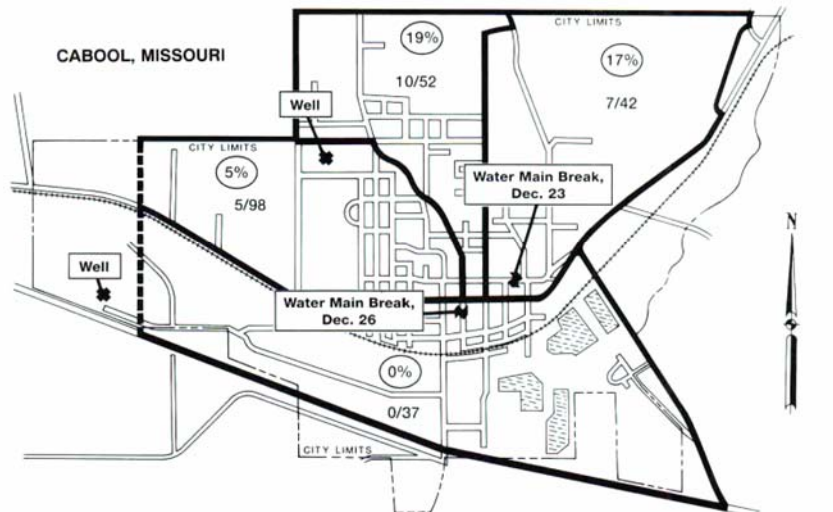 CABOOL, MISSOURI
CITY LIMITS
19%
10/52
17%
7/42
Well
CITY LIMITS
5%
5/98
Water Main Break,
Dec. 23
N
Well
Water Main Break,
Dec. 26
0%
0/37
CITY LIMITS